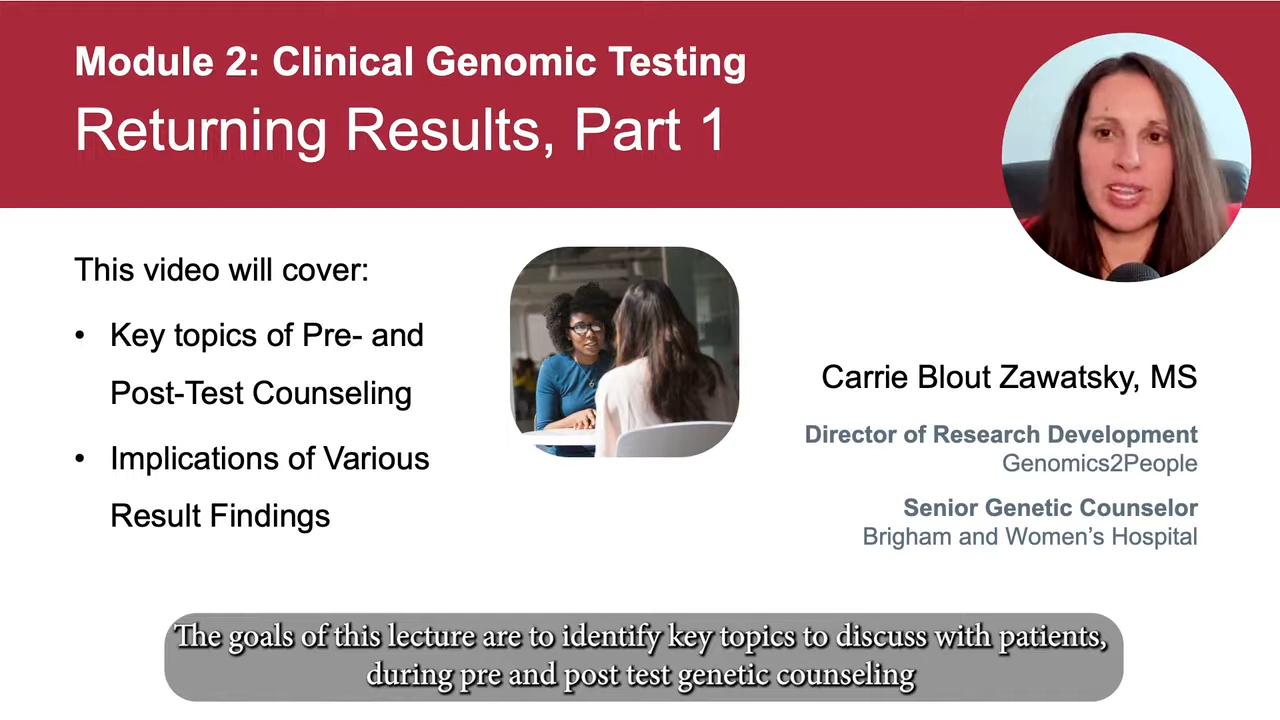 Module 2: Clinical Genomic Testing
Returning Results, Part 1
This video will cover:
• Key topics of Pre- and
Post-Test Counseling
• Implications of Various
Result Findings
Carrie Blout Zawatsky, MS
Director of Research Development
Genomics2People
Senior Genetic Counselor
Brigham and Women’s Hospital
The goals of this lecture are to identify key topics to discuss with patients,
during pre and post test genetic counseling